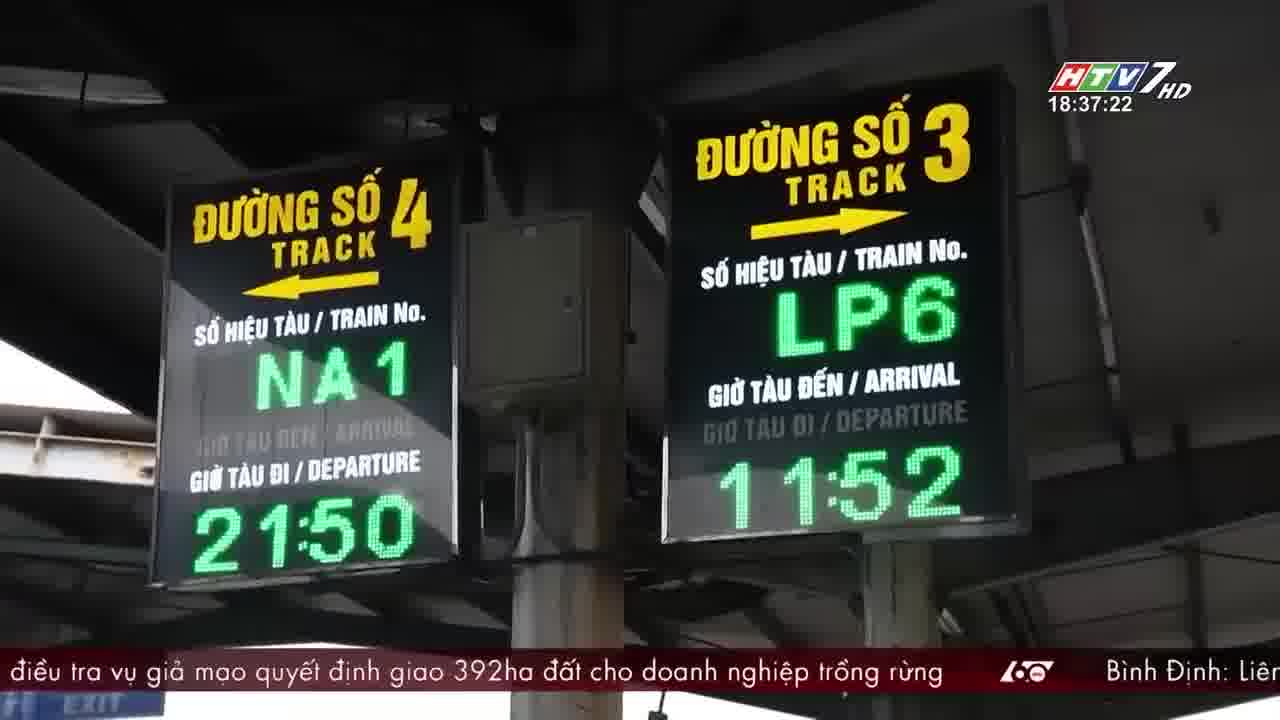 HTV7 HD
18:37:22
ĐƯỜNG SỐ 4
TRACK
SỐ HIỆU TÀU / TRAIN No.
NA1
GIỜ TÀU ĐẾN / ARRIVAL
GIỜ TÀU ĐI / DEPARTURE
21:50
ĐƯỜNG SỐ 3
TRACK
SỐ HIỆU TÀU / TRAIN No.
LP6
GIỜ TÀU ĐẾN / ARRIVAL
GIỜ TÀU ĐI / DEPARTURE
11:52
điều tra vụ giả mạo quyết định giao 392ha đất cho doanh nghiệp trồng rừng
60
Bình Định: Liên
EXIT